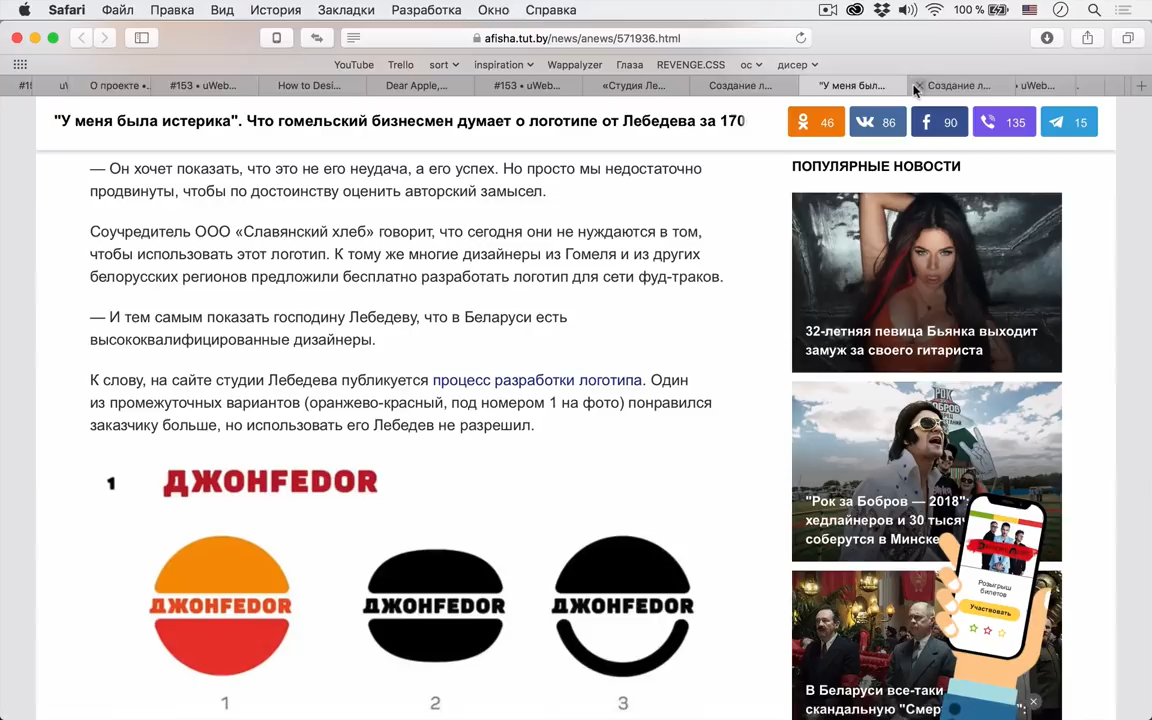 Safari Файл Правка Вид История Закладки Разработка Окно Справка 100 %
afisha.tut.by/news/anews/571936.html
YouTube Trello sort inspiration Wappalyzer Глаза REVENGE.CSS ос дисер
#1! u\ О проекте •. #153 • uWeb... How to Desi... Dear Apple,... #153 • uWeb... «Студия Ле... Создание л... "У меня был... Создание л... • uWeb...
"У меня была истерика". Что гомельский бизнесмен думает о логотипе от Лебедева за 170
46 86 90 135 15
— Он хочет показать, что это не его неудача, а его успех. Но просто мы недостаточно
продвинуты, чтобы по достоинству оценить авторский замысел.
Соучредитель ООО «Славянский хлеб» говорит, что сегодня они не нуждаются в том,
чтобы использовать этот логотип. К тому же многие дизайнеры из Гомеля и из других
белорусских регионов предложили бесплатно разработать логотип для сети фуд-траков.
— И тем самым показать господину Лебедеву, что в Беларуси есть
высококвалифицированные дизайнеры.
К слову, на сайте студии Лебедева публикуется процесс разработки логотипа. Один
из промежуточных вариантов (оранжево-красный, под номером 1 на фото) понравился
заказчику больше, но использовать его Лебедев не разрешил.
1 ДЖОНFEDOR
ДЖОНFEDOR ДЖОНFEDOR ДЖОНFEDOR
1 2 3
ПОПУЛЯРНЫЕ НОВОСТИ
32-летняя певица Бьянка выходит
замуж за своего гитариста
"Рок за Бобров — 2018":
хедлайнеров и 30 тысяч
соберутся в Минске
Розыгрыш
билетов
Участвовать
В Беларуси все-таки
скандальную "Смер